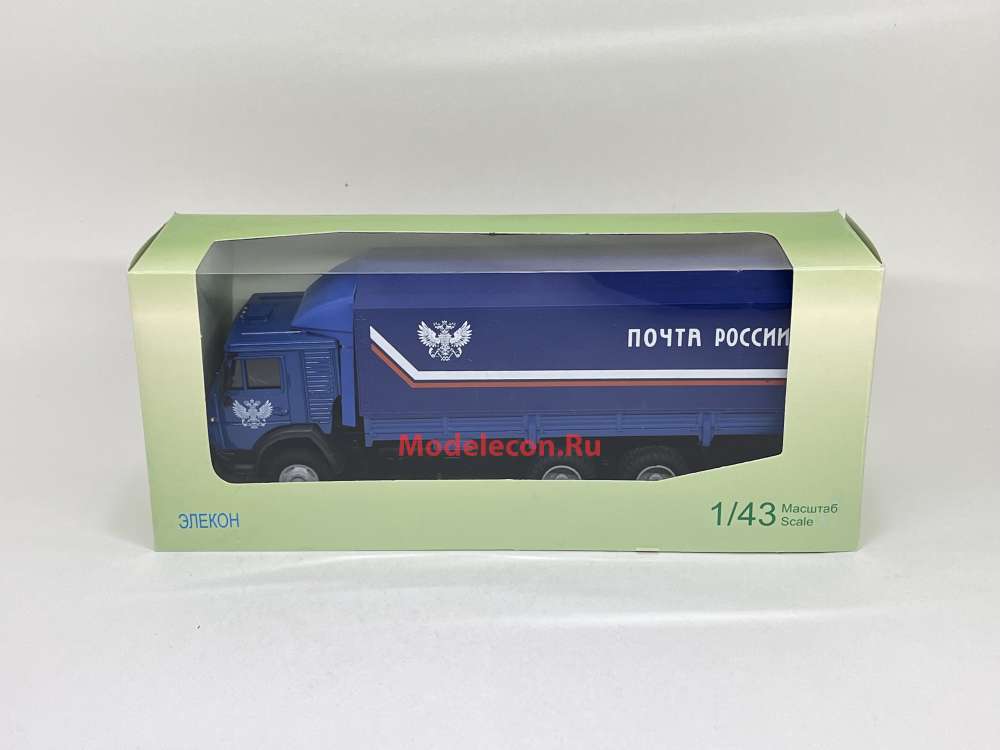 ПОЧТА РОССИИ
Modelecon.Ru
ЭЛЕКОН
1/43 Масштаб
Scale